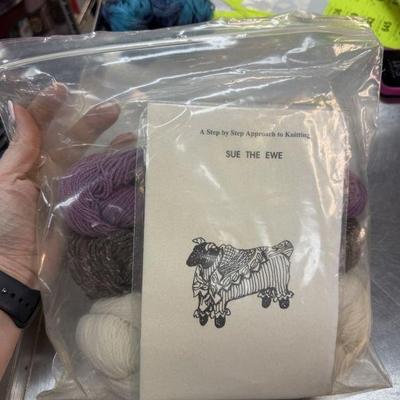 A Step by Step Approach to Knitting
SUE THE EWE